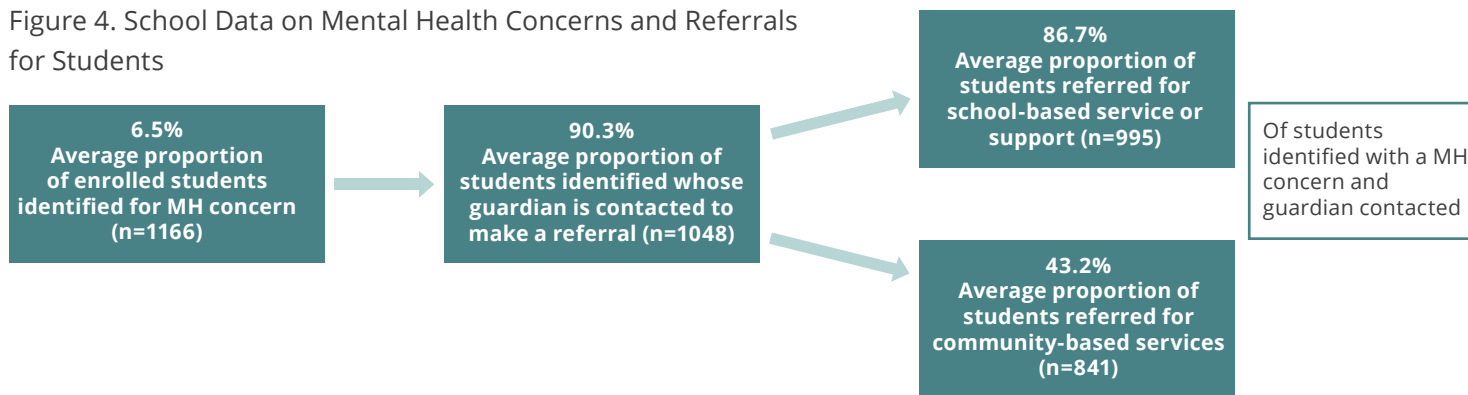 Figure 4. School Data on Mental Health Concerns and Referrals
for Students
6.5%
Average proportion
of enrolled students
identified for MH concern
(n=1166)
90.3%
Average proportion of
students identified whose
guardian is contacted to
make a referral (n=1048)
86.7%
Average proportion of
students referred for
school-based service or
support (n=995)
43.2%
Average proportion of
students referred for
community-based services
(n=841)
Of students
identified with a MH
concern and
guardian contacted